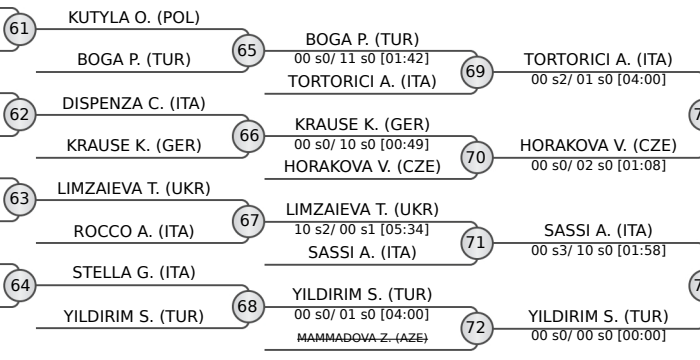 61
KUTYLA O. (POL)
BOGA P. (TUR)
62
DISPENZA C. (ITA)
KRAUSE K. (GER)
63
LIMZAIEVA T. (UKR)
ROCCO A. (ITA)
64
STELLA G. (ITA)
YILDIRIM S. (TUR)
65
BOGA P. (TUR)
00 s0/ 11 s0 [01:42]
TORTORICI A. (ITA)
66
KRAUSE K. (GER)
00 s0/ 10 s0 [00:49]
HORAKOVA V. (CZE)
67
LIMZAIEVA T. (UKR)
10 s2/ 00 s1 [05:34]
SASSI A. (ITA)
68
YILDIRIM S. (TUR)
00 s0/ 01 s0 [04:00]
MAMMADOVA Z. (AZE)
69
TORTORICI A. (ITA)
00 s2/ 01 s0 [04:00]
70
HORAKOVA V. (CZE)
00 s0/ 02 s0 [01:08]
71
SASSI A. (ITA)
00 s3/ 10 s0 [01:58]
72
YILDIRIM S. (TUR)
00 s0/ 00 s0 [00:00]